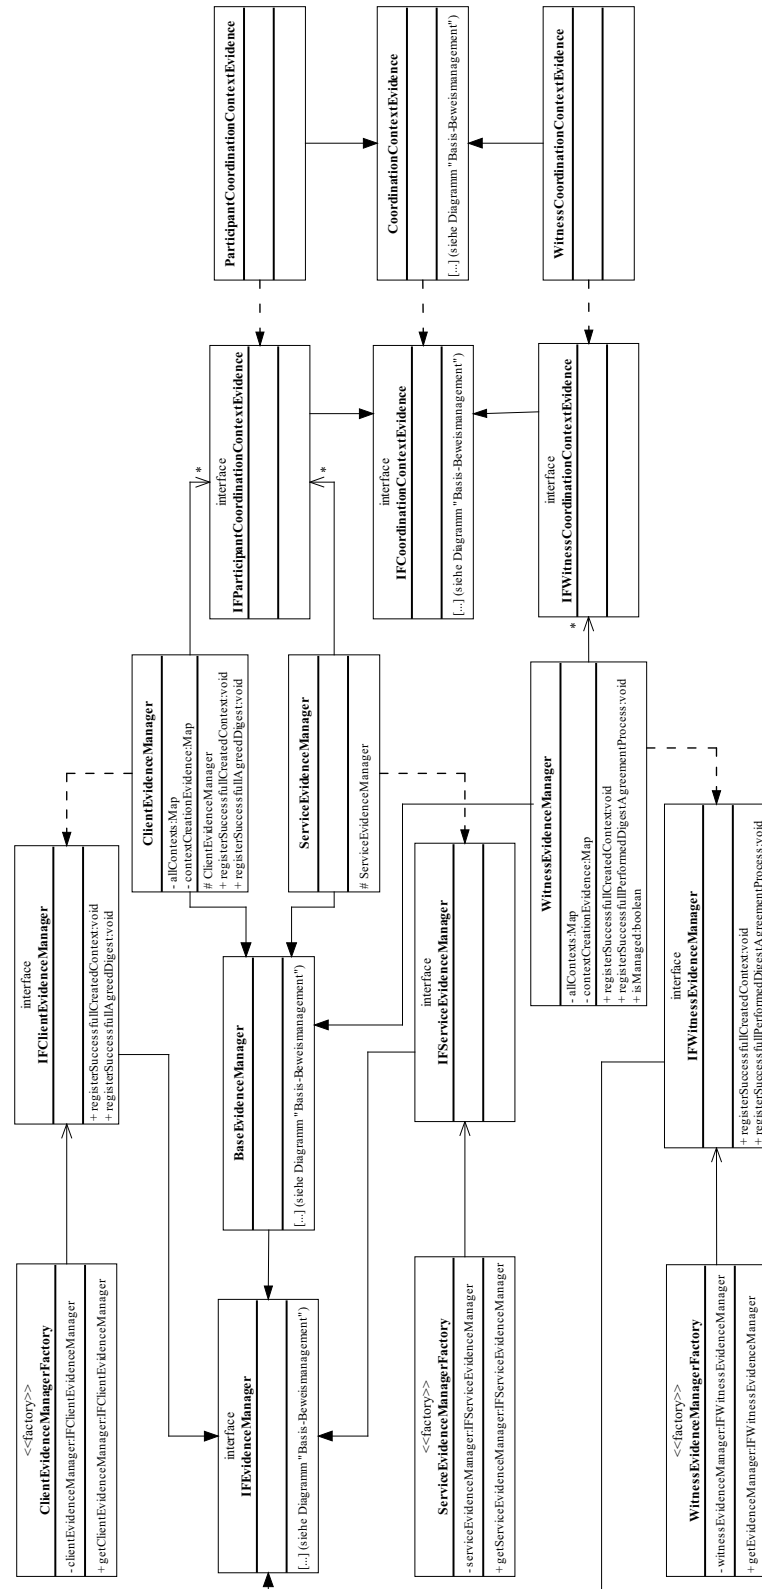 ParticipantCoordinationContextEvidence
CoordinationContextEvidence
[...] (siehe Diagramm "Basis-Beweismanagement")
WitnessCoordinationContextEvidence
interface
IFParticipantCoordinationContextEvidence
*
*
interface
IFCoordinationContextEvidence
[...] (siehe Diagramm "Basis-Beweismanagement")
interface
IFWitnessCoordinationContextEvidence
*
ClientEvidenceManager
- allContexts:Map
- contextCreationEvidence:Map
# ClientEvidenceManager
+ registerSuccessfullCreatedContext:void
+ registerSuccessfullAgreedDigest:void
ServiceEvidenceManager
# ServiceEvidenceManager
WitnessEvidenceManager
- allContexts:Map
- contextCreationEvidence:Map
+ registerSuccessfullCreatedContext:void
+ registerSuccessfullPerformedDigestAgreementProcess:void
+ isManaged:boolean
interface
IFClientEvidenceManager
+ registerSuccessfullCreatedContext:void
+ registerSuccessfullAgreedDigest:void
BaseEvidenceManager
[...] (siehe Diagramm "Basis-Beweismanagement")
interface
IFServiceEvidenceManager
interface
IFWitnessEvidenceManager
+ registerSuccessfullCreatedContext:void
+ registerSuccessfullPerformedDigestAgreementProcess:void
<<factory>>
ClientEvidenceManagerFactory
- clientEvidenceManager:IFClientEvidenceManager
+ getClientEvidenceManager:IFClientEvidenceManager
interface
IFEvidenceManager
[...] (siehe Diagramm "Basis-Beweismanagement")
<<factory>>
ServiceEvidenceManagerFactory
- serviceEvidenceManager:IFServiceEvidenceManager
+ getServiceEvidenceManager:IFServiceEvidenceManager
<<factory>>
WitnessEvidenceManagerFactory
- witnessEvidenceManager:IFWitnessEvidenceManager
+ getEvidenceManager:IFWitnessEvidenceManager